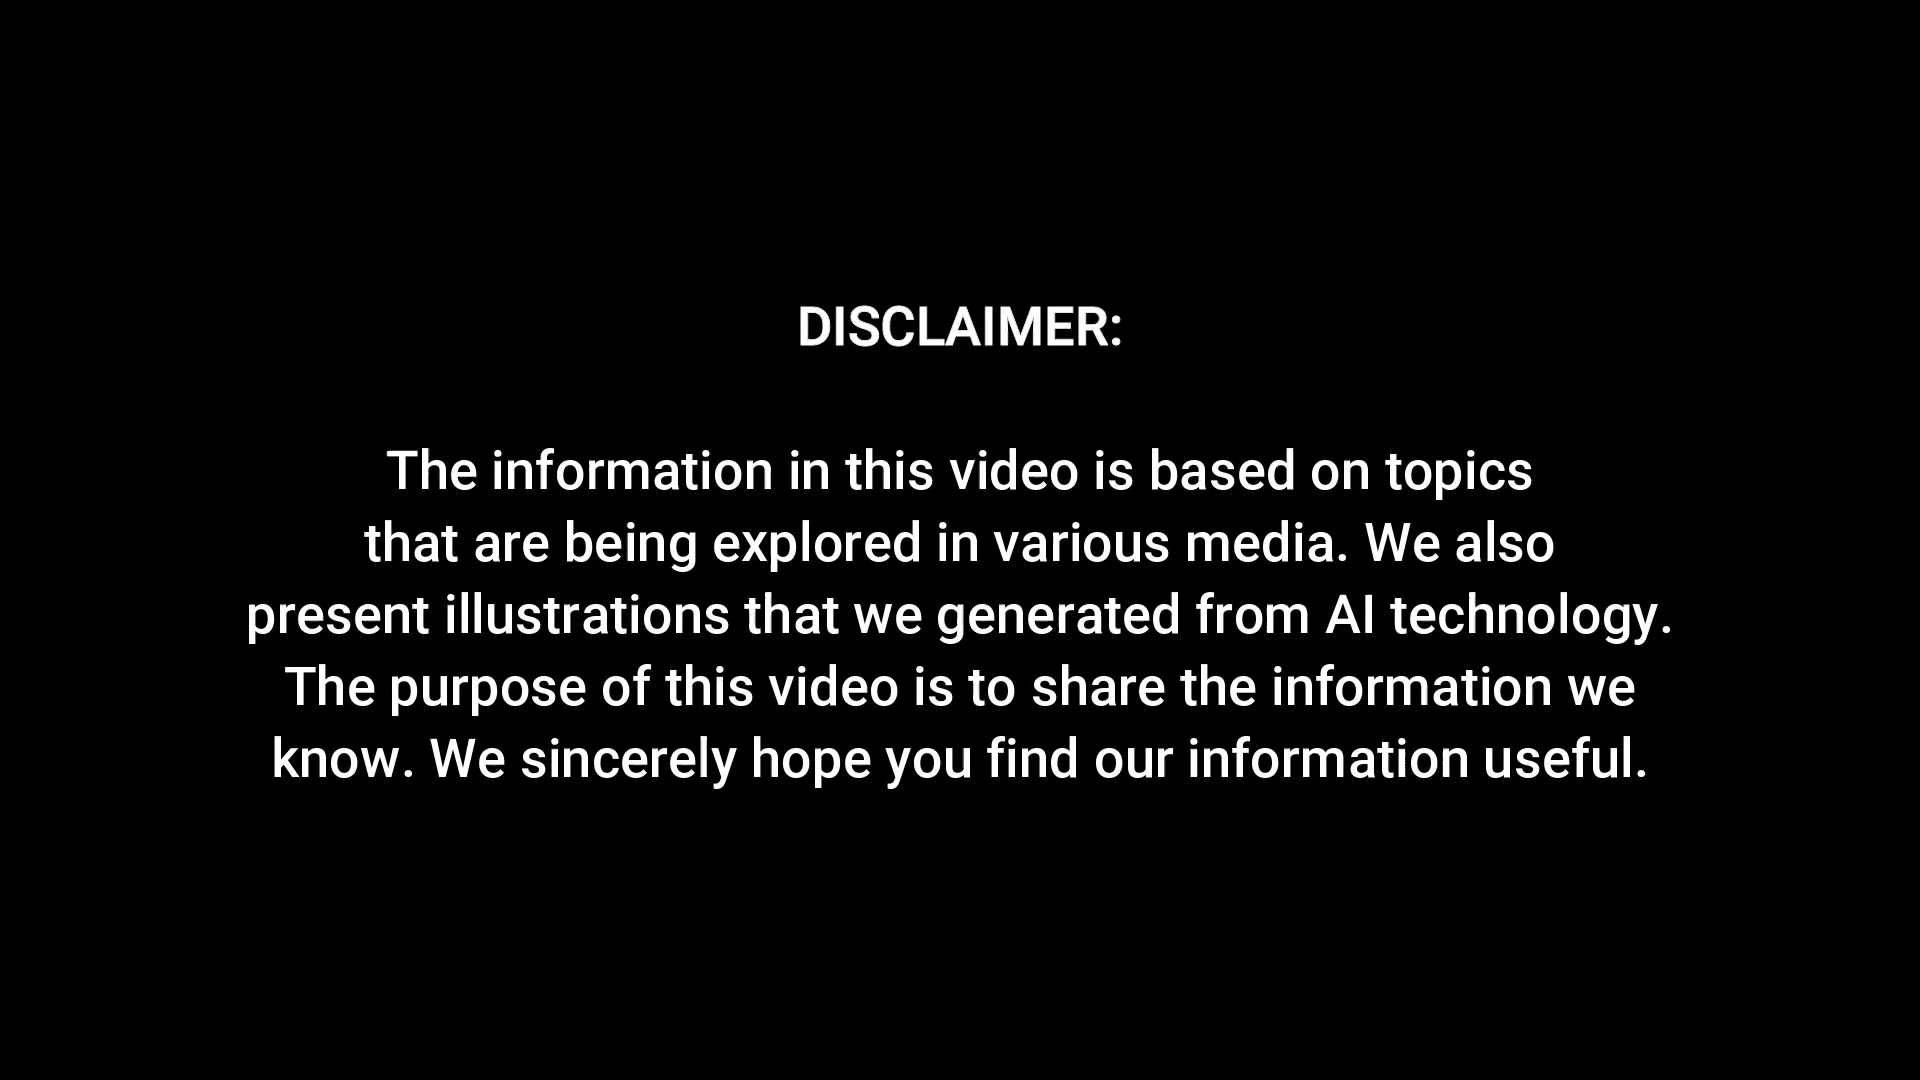 DISCLAIMER:
The information in this video is based on topics
that are being explored in various media. We also
present illustrations that we generated from AI technology.
The purpose of this video is to share the information we
know. We sincerely hope you find our information useful.